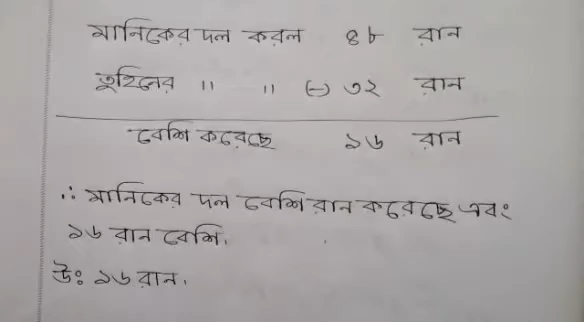 মানিকের দল করল ৪৮ রান
তুহিনের " " (-) ৩২ রান
বেশি করেছে ১৬ রান
∴ মানিকের দল বেশি রান করেছে এবং
১৬ রান বেশি.
উঃ ১৬ রান.